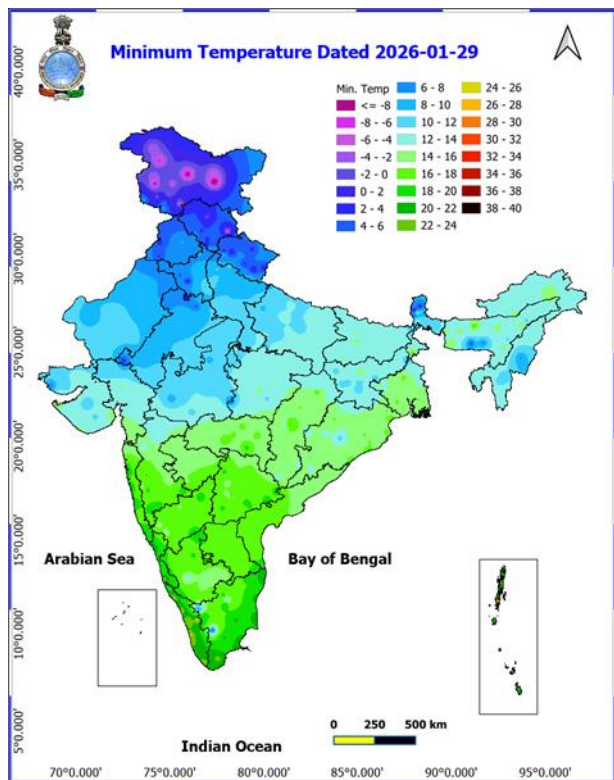 Minimum Temperature Dated 2026-01-29
Min. Temp
<= -8
-8 - -6
-6 - -4
-4 - -2
-2 - 0
0 - 2
2 - 4
4 - 6
6 - 8
8 - 10
10 - 12
12 - 14
14 - 16
16 - 18
18 - 20
20 - 22
22 - 24
24 - 26
26 - 28
28 - 30
30 - 32
32 - 34
34 - 36
36 - 38
38 - 40
40°0.000'
35°0.000'
30°0.000'
25°0.000'
20°0.000'
15°0.000'
10°0.000'
5°0.000'
Arabian Sea
Bay of Bengal
0 250 500 km
Indian Ocean
70°0.000' 75°0.000' 80°0.000' 85°0.000' 90°0.000' 95°0.000'